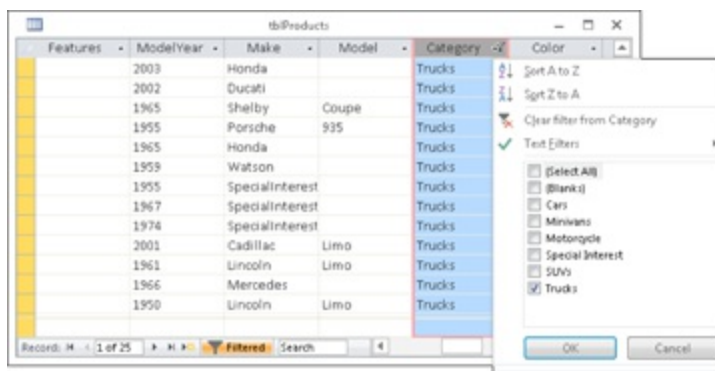 tblProducts
Features ModelYear Make Model Category Color
2003 Honda Trucks
2002 Ducati Trucks
1965 Shelby Coupe Trucks
1955 Porsche 935 Trucks
1965 Honda Trucks
1959 Watson Trucks
1955 SpecialInterest Trucks
1967 SpecialInterest Trucks
1974 SpecialInterest Trucks
2001 Cadillac Limo Trucks
1961 Lincoln Limo Trucks
1966 Mercedes Trucks
1950 Lincoln Limo Trucks
Record: 1 of 25 Filtered Search
Sort A to Z
Sort Z to A
Clear filter from Category
Text Filters
(Select All)
(Blanks)
Cars
Minivans
Motorcycle
Special Interest
SUVs
Trucks
OK Cancel